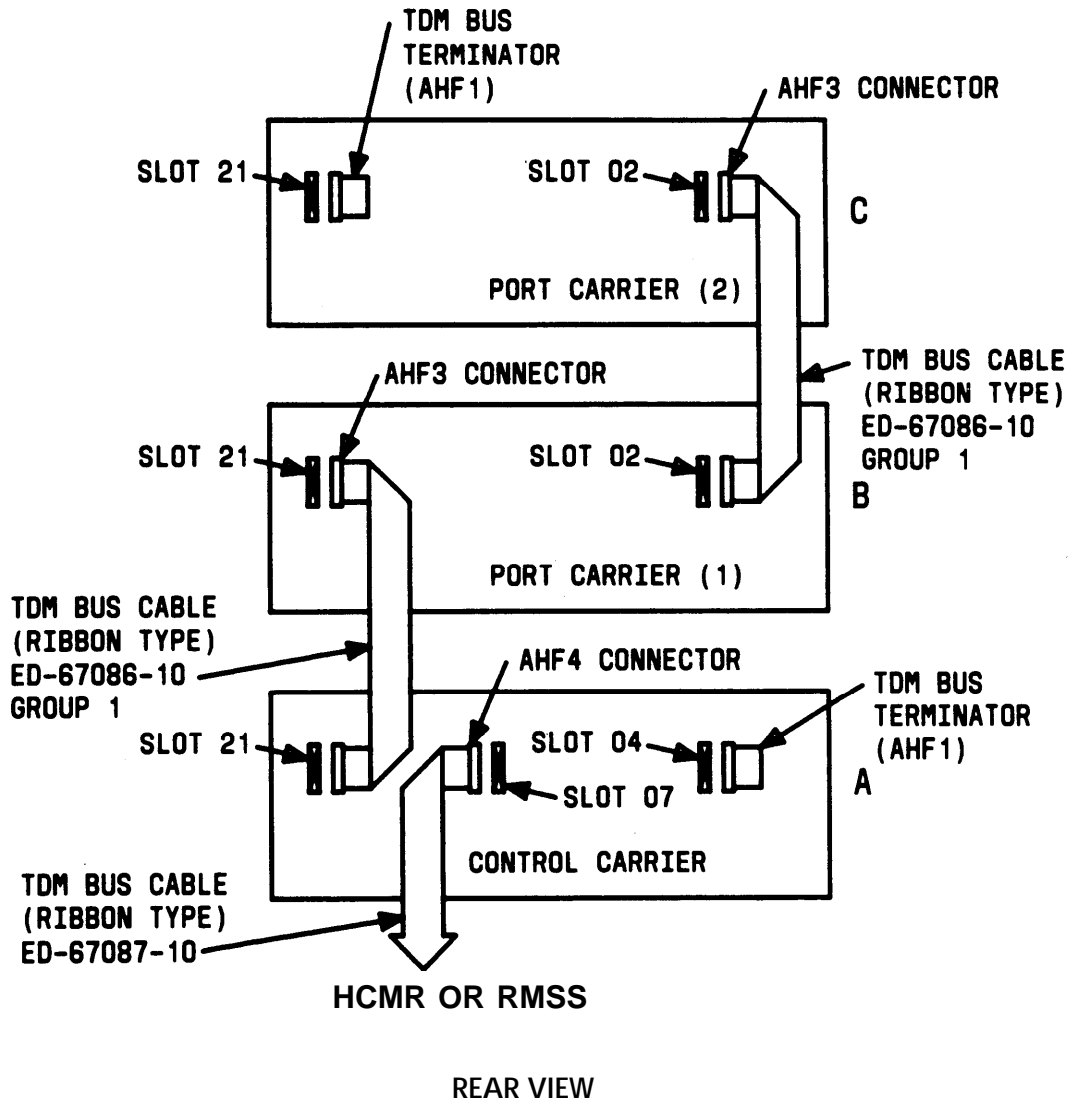 TDM BUS
TERMINATOR
(AHF1)
AHF3 CONNECTOR
SLOT 21
SLOT 02
C
PORT CARRIER (2)
AHF3 CONNECTOR
TDM BUS CABLE
(RIBBON TYPE)
ED-67086-10
GROUP 1
SLOT 21
SLOT 02
B
PORT CARRIER (1)
TDM BUS CABLE
(RIBBON TYPE)
ED-67086-10
GROUP 1
AHF4 CONNECTOR
TDM BUS
TERMINATOR
(AHF1)
SLOT 21
SLOT 04
A
SLOT 07
CONTROL CARRIER
TDM BUS CABLE
(RIBBON TYPE)
ED-67087-10
HCMR OR RMSS
REAR VIEW